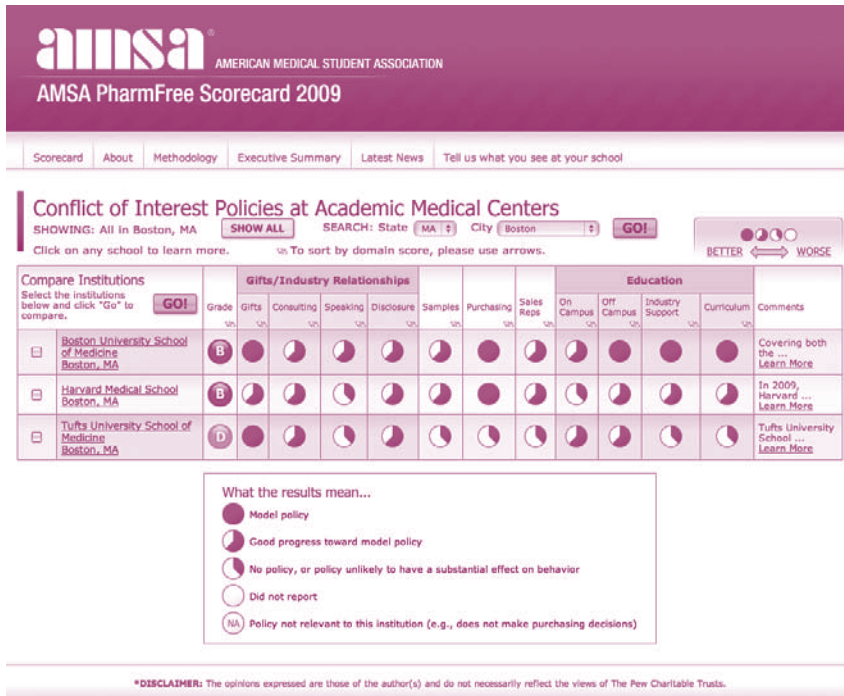 amsa® AMERICAN MEDICAL STUDENT ASSOCIATION
AMSA PharmFree Scorecard 2009
Scorecard About Methodology Executive Summary Latest News Tell us what you see at your school
Conflict of Interest Policies at Academic Medical Centers
SHOWING: All in Boston, MA SHOW ALL SEARCH: State MA City Boston GO!
Click on any school to learn more. To sort by domain score, please use arrows.
BETTER WORSE
Compare Institutions
Select the institutions below and click "Go" to compare. GO!
Gifts/Industry Relationships Education
Grade Gifts Consulting Speaking Disclosure Samples Purchasing Sales Reps On Campus Off Campus Industry Support Curriculum Comments
Boston University School of Medicine Boston, MA B Covering both the ... Learn More
Harvard Medical School Boston, MA B In 2009, Harvard ... Learn More
Tufts University School of Medicine Boston, MA D Tufts University School ... Learn More
What the results mean...
Model policy
Good progress toward model policy
No policy, or policy unlikely to have a substantial effect on behavior
Did not report
NA Policy not relevant to this institution (e.g., does not make purchasing decisions)
*DISCLAIMER: The opinions expressed are those of the author(s) and do not necessarily reflect the views of The Pew Charitable Trusts.